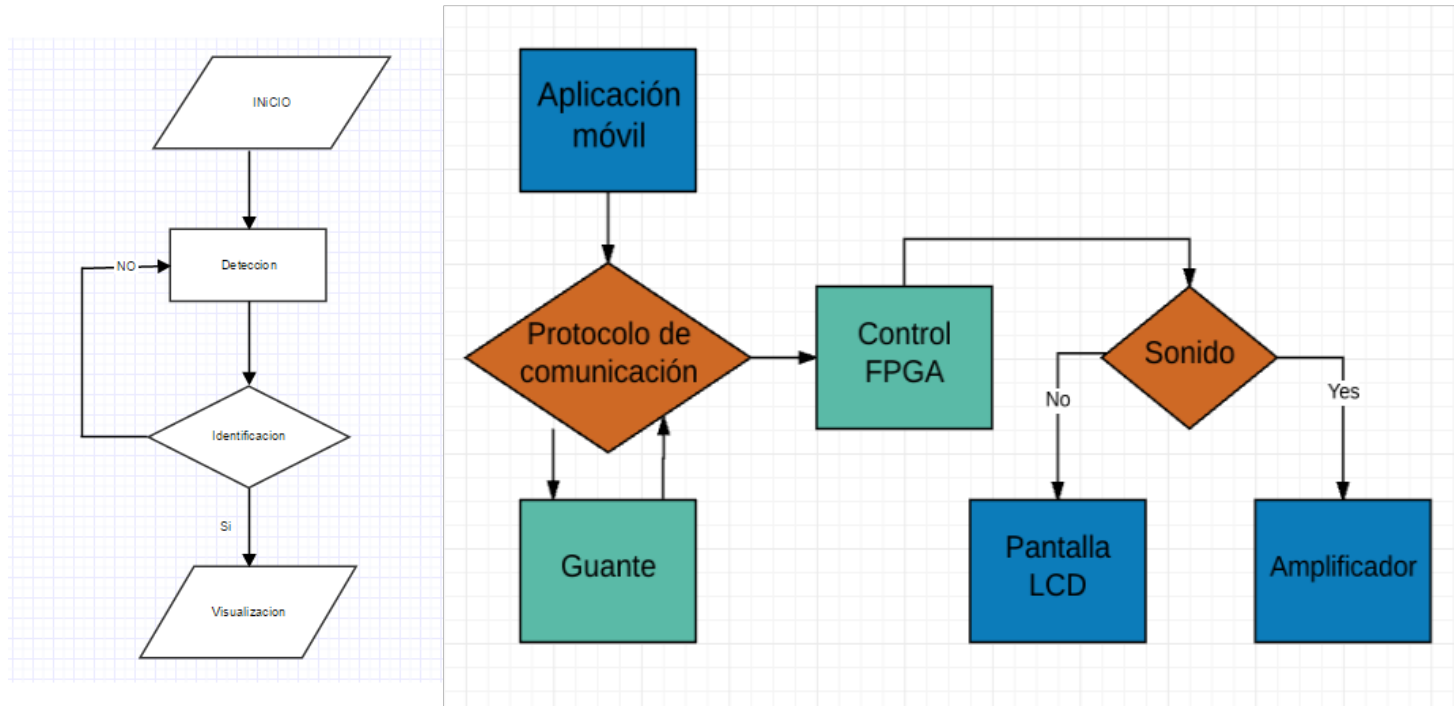 INiCIO
NO
Deteccion
Identificacion
Si
Visualizacion
Aplicación
móvil
Protocolo de
comunicación
Control
FPGA
Sonido
No
Yes
Guante
Pantalla
LCD
Amplificador